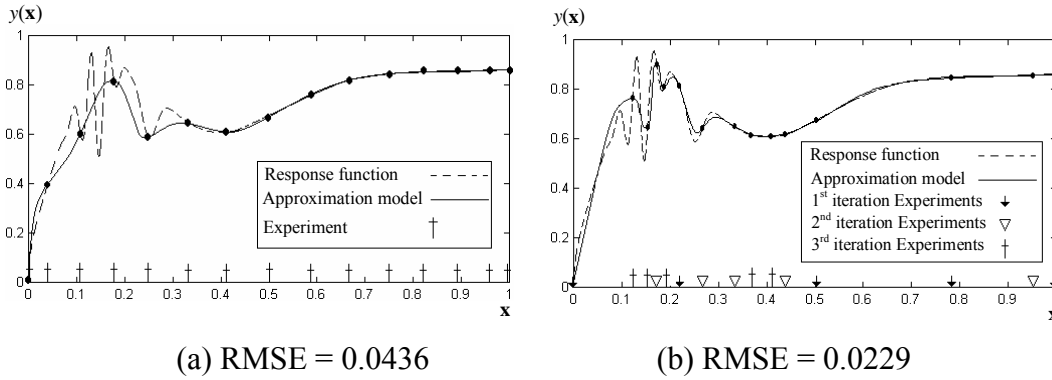 y(x)
1
0.8
0.6
0.4
0.2
0
0 0.1 0.2 0.3 0.4 0.5 0.6 0.7 0.8 0.9 1
x
Response function
Approximation model
Experiment
(a) RMSE = 0.0436
y(x)
1
0.8
0.6
0.4
0.2
0
0.1 0.2 0.3 0.4 0.5 0.6 0.7 0.8 0.9
x
Response function
Approximation model
1st iteration Experiments
2nd iteration Experiments
3rd iteration Experiments
(b) RMSE = 0.0229